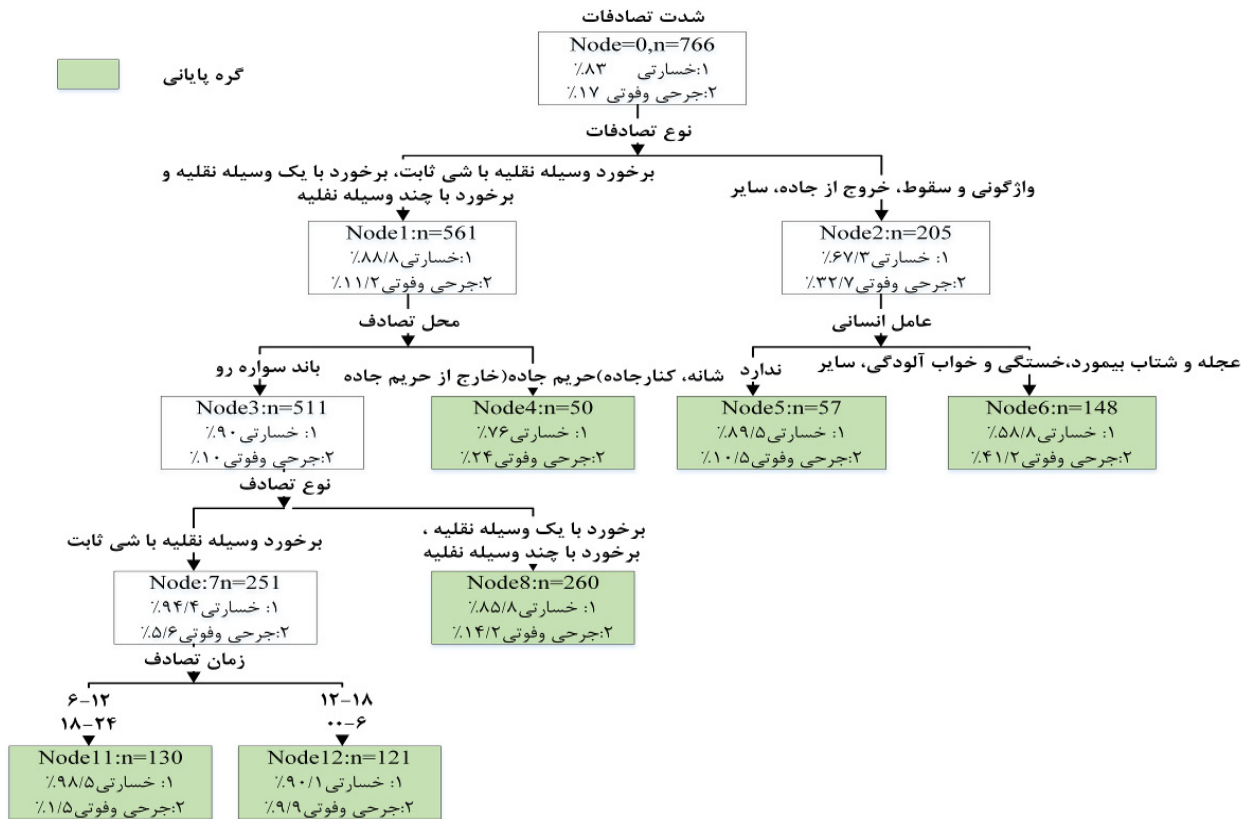 شدت تصادفات
Node=0,n=766
۱:خسارتی ۸۳٪
۲:جرحی وفوتی ۱۷٪
گره پایانی
نوع تصادفات
برخورد وسیله نقلیه با شی ثابت، برخورد با یک وسیله نقلیه و
برخورد با چند وسیله نفلیه
واژگونی و سقوط، خروج از جاده، سایر
Node1:n=561
۱:خسارتی۸۸/۸٪
۲:جرحی وفوتی۱۱/۲٪
Node2:n=205
۱: خسارتی۶۷/۳٪
۲:جرحی وفوتی۳۲/۷٪
محل تصادف
عامل انسانی
باند سواره رو
شانه، کنارجاده)حریم جاده(خارج از حریم جاده
ندارد
عجله و شتاب بیمورد،خستگی و خواب آلودگی، سایر
Node3:n=511
۱: خسارتی۹۰٪
۲:جرحی وفوتی۱۰٪
Node4:n=50
۱: خسارتی۷۶٪
۲:جرحی وفوتی۲۴٪
Node5:n=57
۱: خسارتی۸۹/۵٪
۲:جرحی وفوتی۱۰/۵٪
Node6:n=148
۱: خسارتی۵۸/۸٪
۲:جرحی وفوتی۴۱/۲٪
نوع تصادف
برخورد وسیله نقلیه با شی ثابت
برخورد با یک وسیله نقلیه ،
برخورد با چند وسیله نفلیه
Node:7n=251
۱: خسارتی۹۴/۴٪
۲:جرحی وفوتی۵/۶٪
Node8:n=260
۱: خسارتی۸۵/۸٪
۲:جرحی وفوتی۱۴/۲٪
زمان تصادف
۶-۱۲
۱۸-۲۴
۱۲-۱۸
۰۰-۶
Node11:n=130
۱: خسارتی۹۸/۵٪
۲:جرحی وفوتی۱/۵٪
Node12:n=121
۱: خسارتی۹۰/۱٪
۲:جرحی وفوتی۹/۹٪